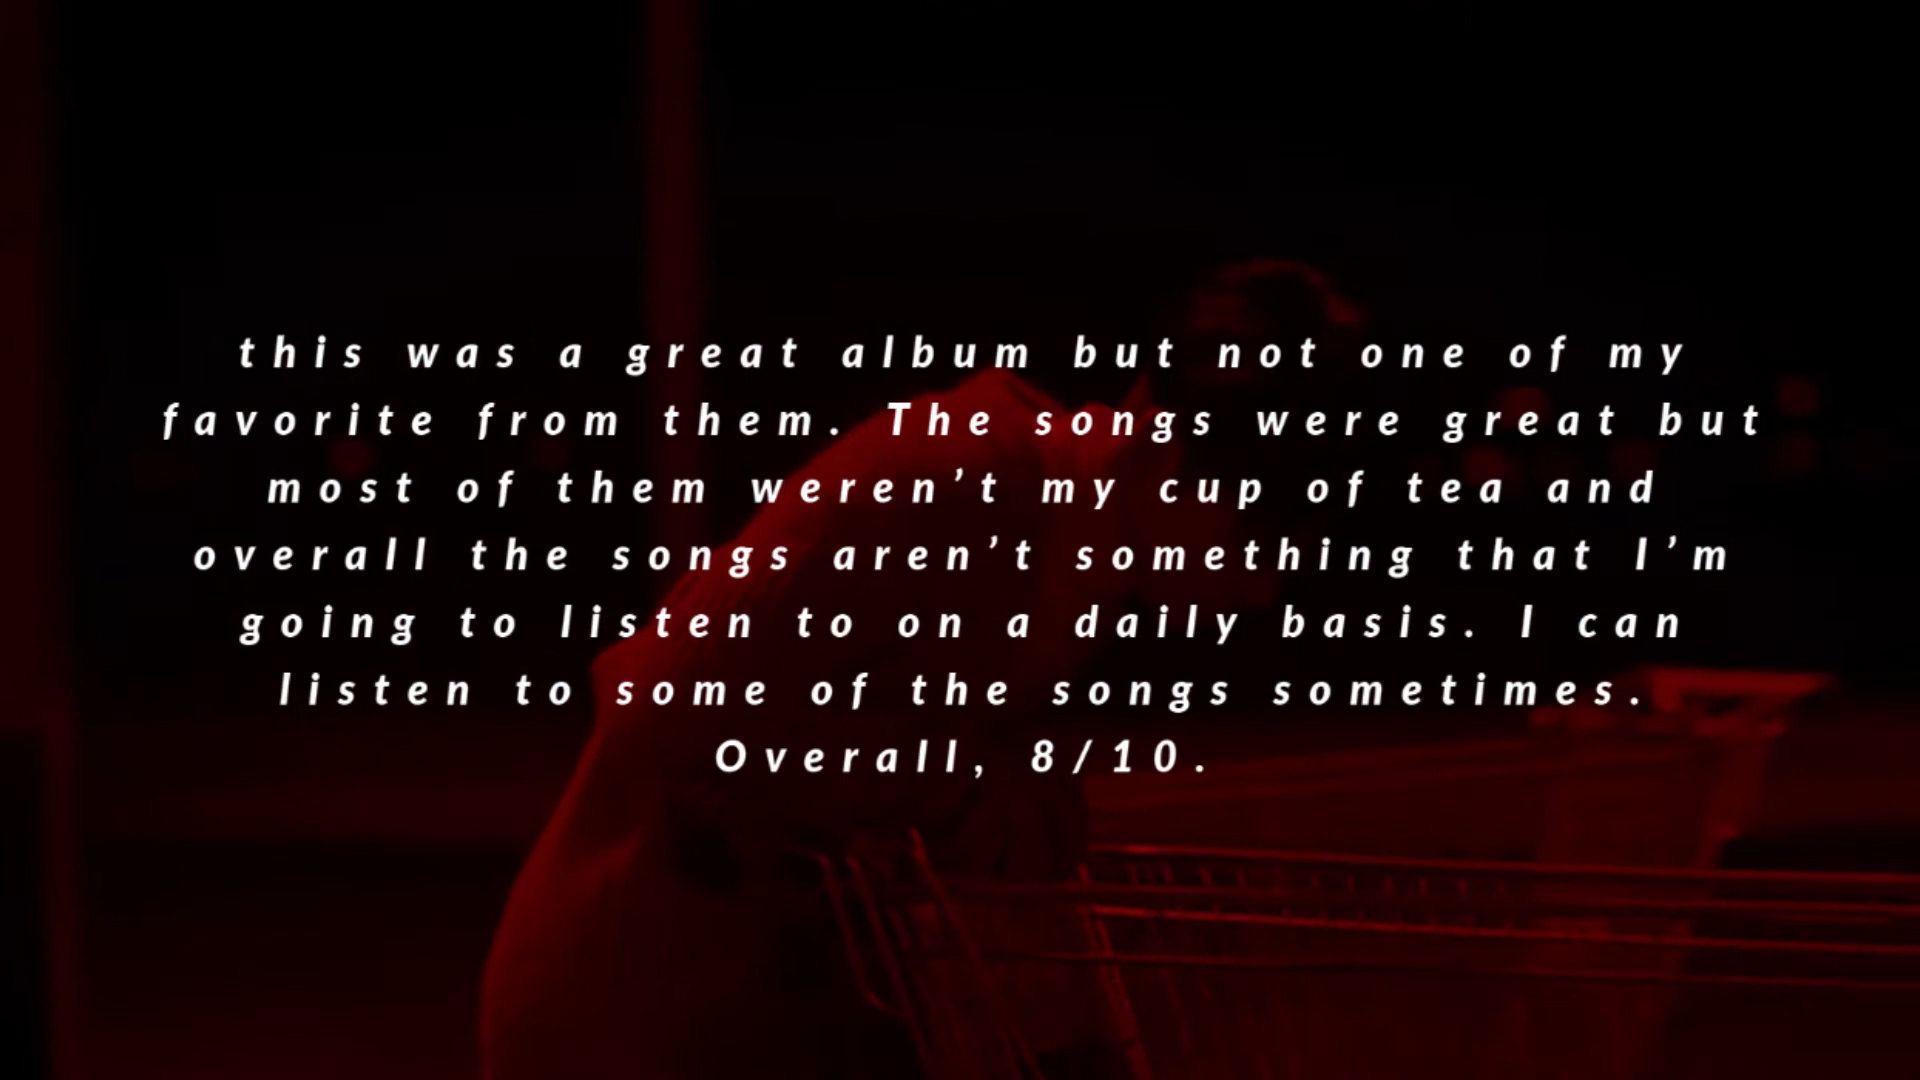 this was a great album but not one of my
favorite from them. The songs were great but
most of them weren’t my cup of tea and
overall the songs aren’t something that I’m
going to listen to on a daily basis. I can
listen to some of the songs sometimes.
Overall, 8/10.